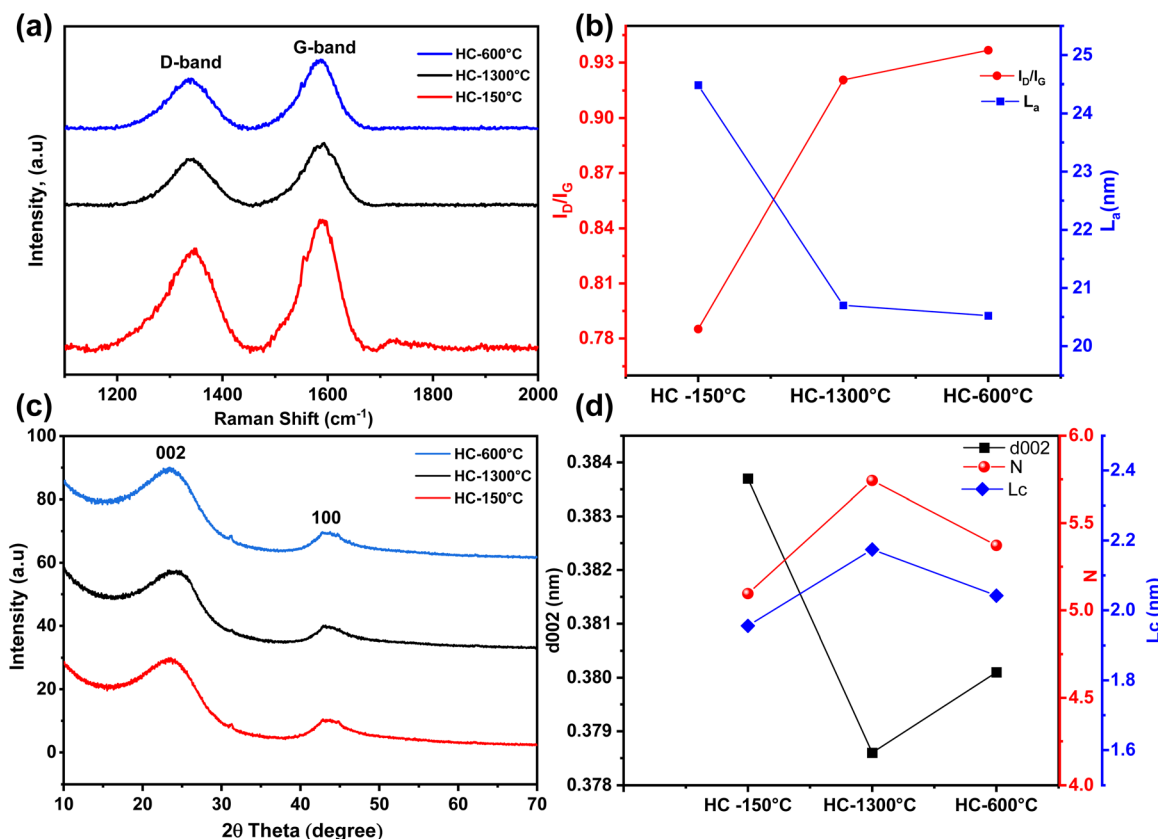 (a)
D-band
G-band
HC-600°C
HC-1300°C
HC-150°C
Intensity, (a.u)
1200
1400
1600
1800
2000
Raman Shift (cm-1)
(b)
0.93
0.90
0.87
0.84
0.81
0.78
ID/IG
ID/IG
La
25
24
23
22
21
20
La(nm)
HC -150°C
HC-1300°C
HC-600°C
(c)
100
80
60
40
20
0
Intensity (a.u)
002
100
HC-600°C
HC-1300°C
HC-150°C
10
20
30
40
50
60
70
2θ Theta (degree)
(d)
0.384
0.383
0.382
0.381
0.380
0.379
0.378
d002 (nm)
d002
N
Lc
6.0
5.5
5.0
4.5
4.0
N
2.4
2.2
2.0
1.8
1.6
Lc (nm)
HC -150°C
HC-1300°C
HC-600°C